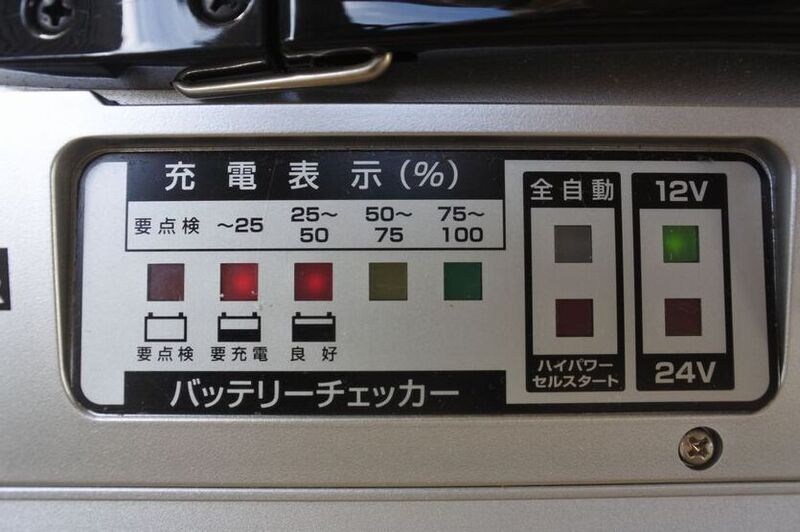 充電表示(%)
要点検 ～25 25～50 50～75 75～100
要点検 要充電 良好
バッテリーチェッカー
全自動
ハイパワー
セルスタート
12V
24V